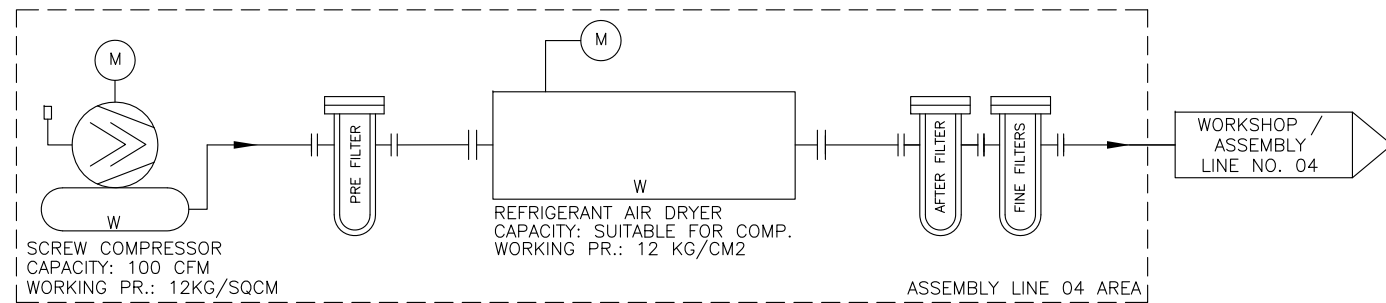 M
M
PRE FILTER
AFTER FILTER
FINE FILTERS
WORKSHOP /
ASSEMBLY
LINE NO. 04
W
W
SCREW COMPRESSOR
CAPACITY: 100 CFM
WORKING PR.: 12KG/SQCM
REFRIGERANT AIR DRYER
CAPACITY: SUITABLE FOR COMP.
WORKING PR.: 12 KG/CM2
ASSEMBLY LINE 04 AREA